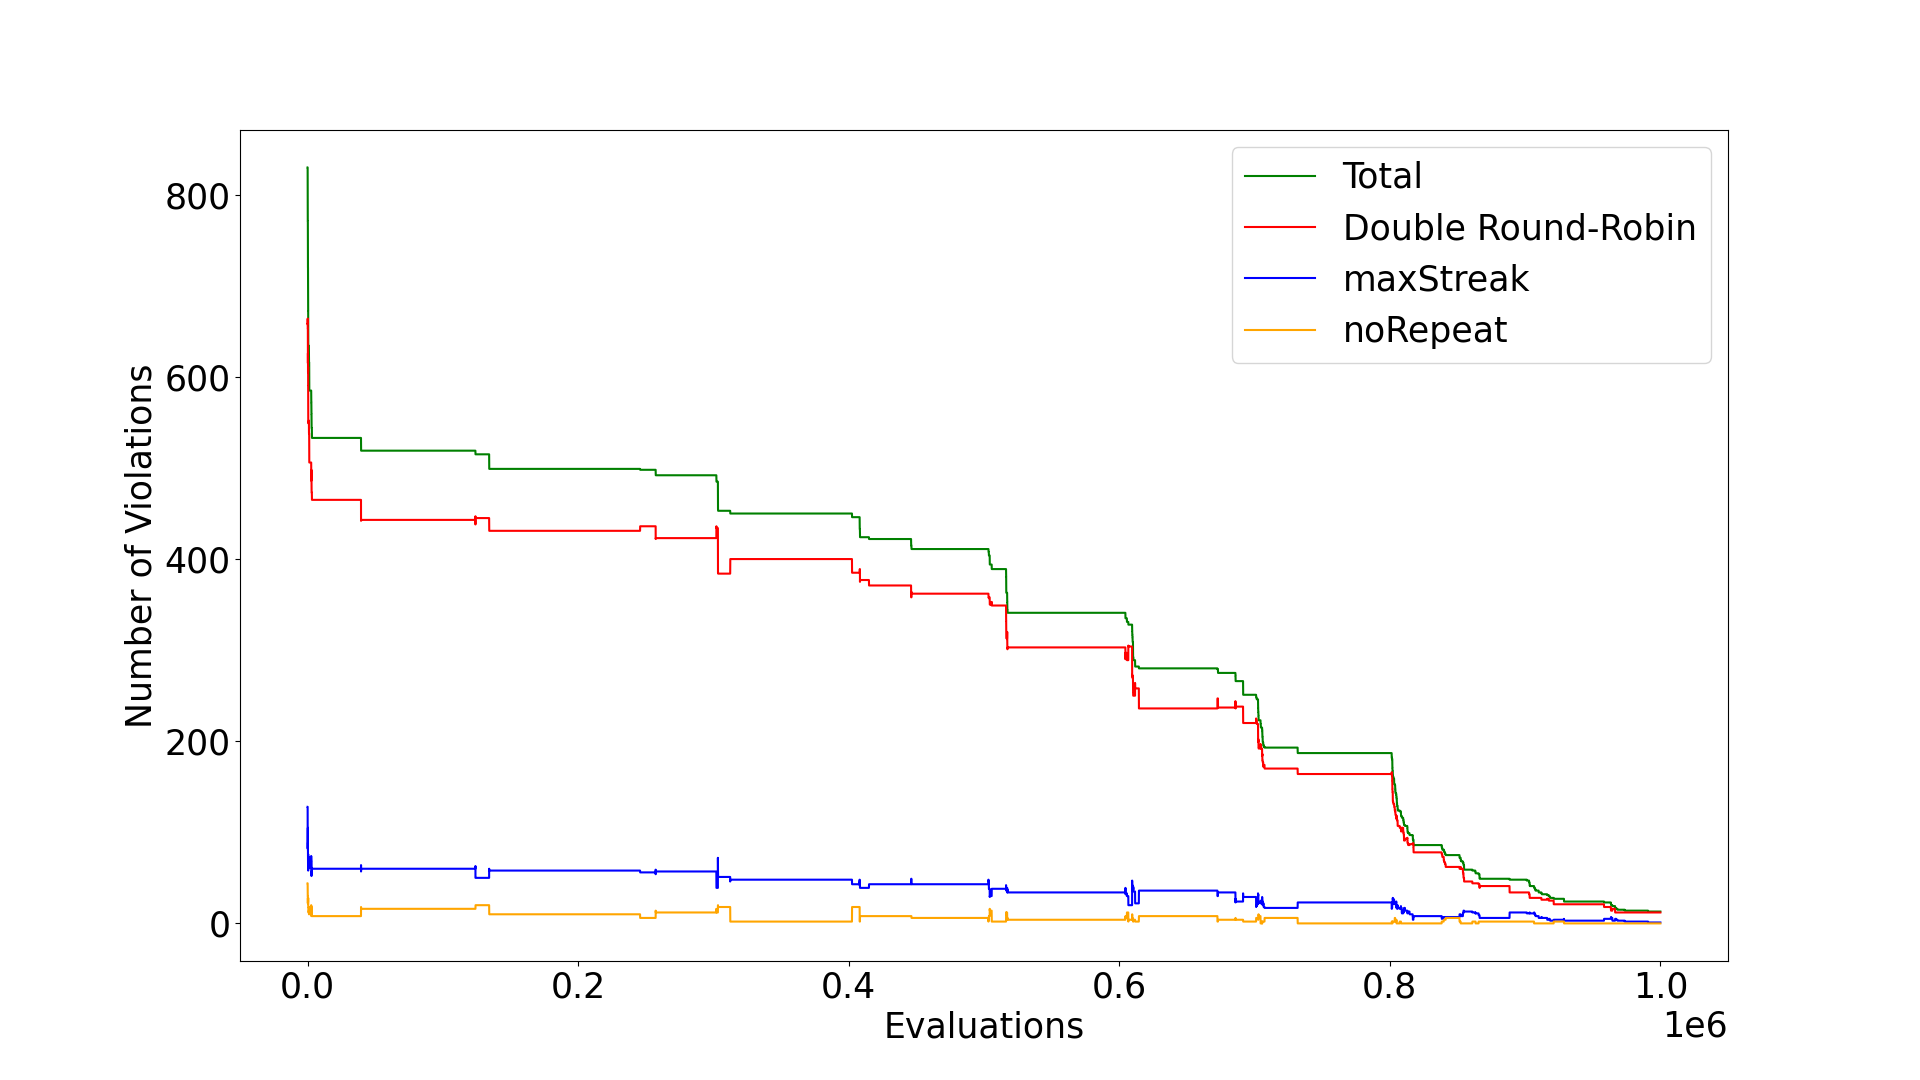 Total
Double Round-Robin
maxStreak
noRepeat
Number of Violations
800
600
400
200
0
0.0 0.2 0.4 0.6 0.8 1.0
Evaluations
1e6